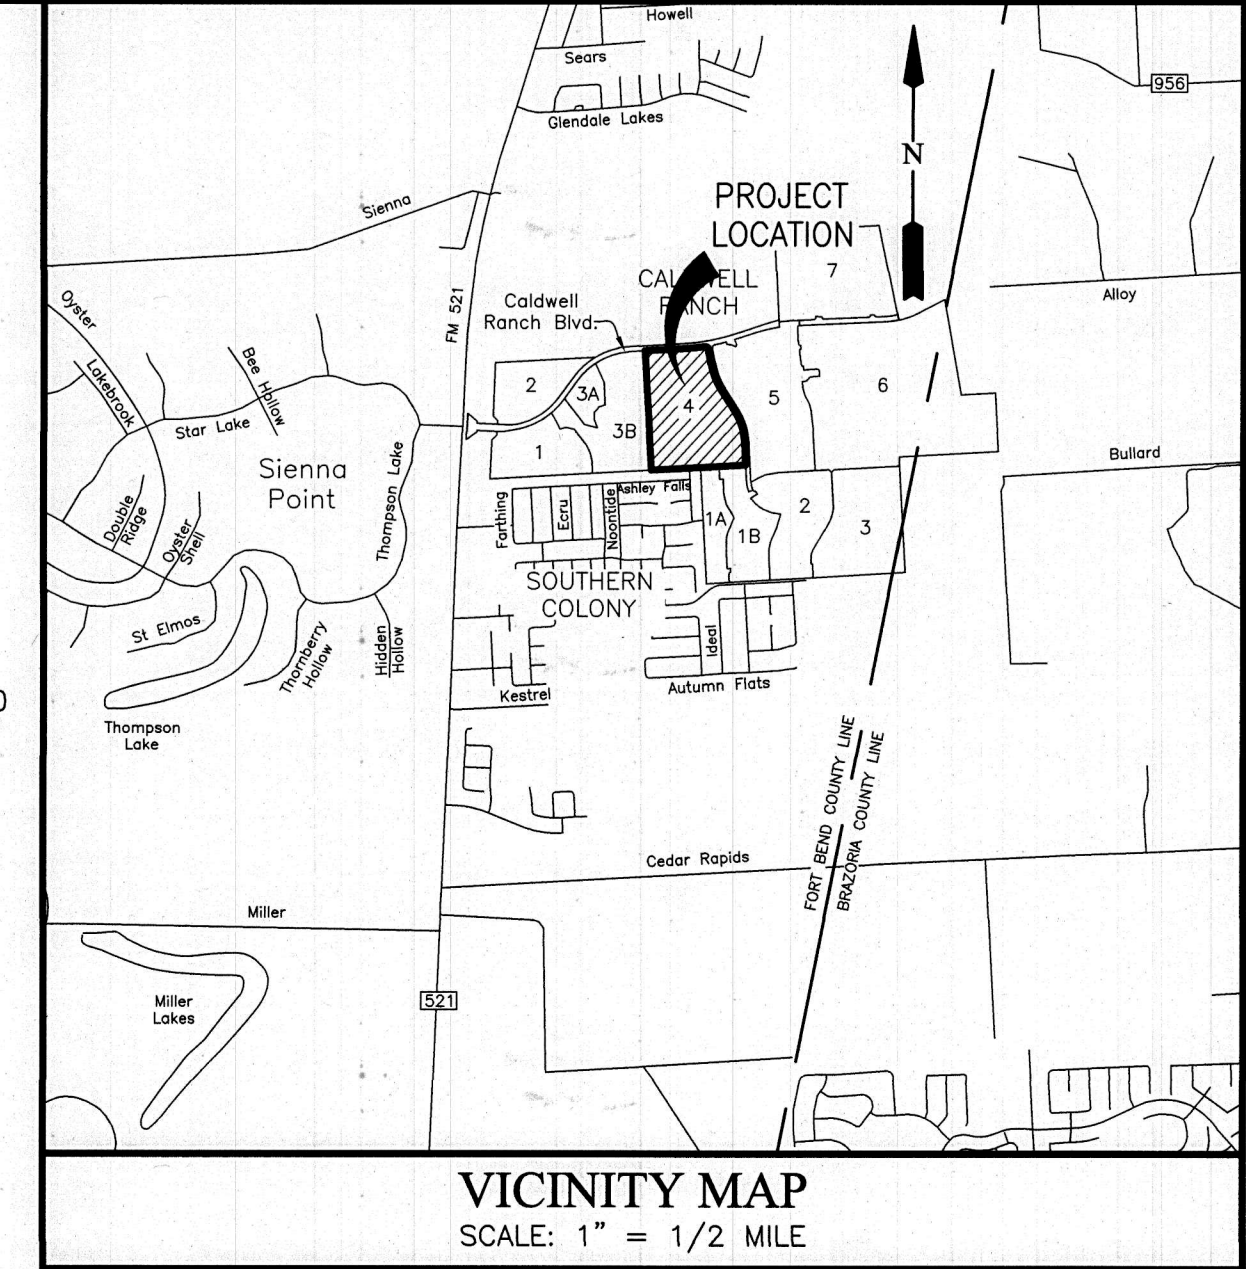 Howell
Sears
Glendale Lakes
956
N
PROJECT
LOCATION
Sienna
CALDWELL
RANCH
7
Alloy
Oyster
FM 521
Caldwell
Ranch Blvd.
Lakebrook
Bee Hollow
Star Lake
2
3A
3B
1
4
5
6
Sienna
Point
Thompson Lake
Bullard
Double
Ridge
Oyster
Shell
Farthing
Ecru
Noontide
Ashley Falls
1A
1B
2
3
SOUTHERN
COLONY
St Elmos
Thornberry
Hollow
Hidden
Hollow
Ideal
Kestrel
Autumn Flats
Thompson
Lake
FORT BEND COUNTY LINE
BRAZORIA COUNTY LINE
Cedar Rapids
Miller
Miller
Lakes
521
VICINITY MAP
SCALE: 1" = 1/2 MILE